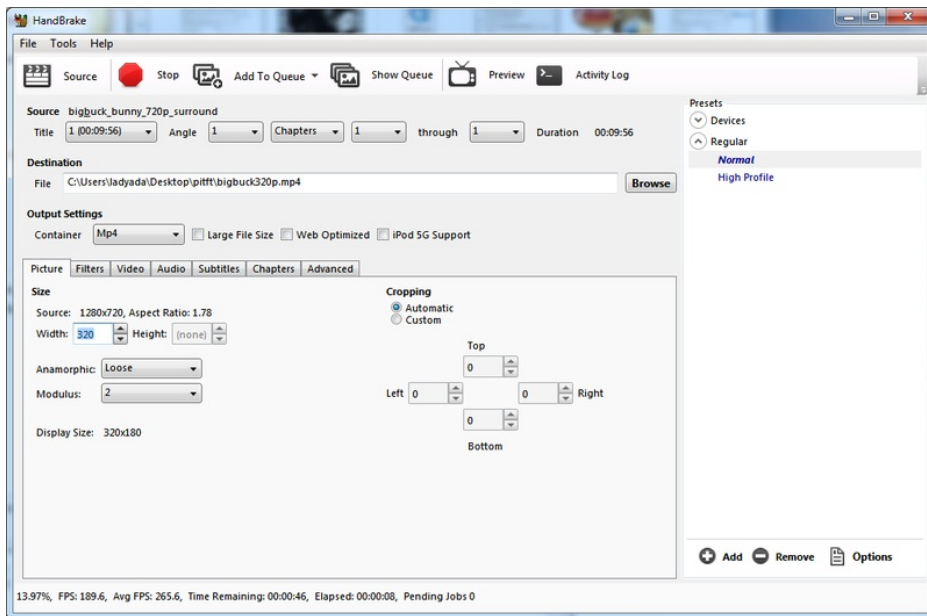 HandBrake
File Tools Help
Source Stop Add To Queue Show Queue Preview Activity Log
Source bigbuck_bunny_720p_surround
Title 1 (00:09:56) Angle 1 Chapters 1 through 1 Duration 00:09:56
Destination
File C:\Users\ladyada\Desktop\pitft\bigbuck320p.mp4 Browse
Output Settings
Container Mp4 Large File Size Web Optimized iPod 5G Support
Picture Filters Video Audio Subtitles Chapters Advanced
Size
Source: 1280x720, Aspect Ratio: 1.78
Width: 320 Height: (none)
Anamorphic: Loose
Modulus: 2
Display Size: 320x180
Cropping
Automatic
Custom
Top
0
Left 0 0 Right
0
Bottom
Presets
Devices
Regular
Normal
High Profile
Add Remove Options
13.97%, FPS: 189.6, Avg FPS: 265.6, Time Remaining: 00:00:46, Elapsed: 00:00:08, Pending Jobs 0